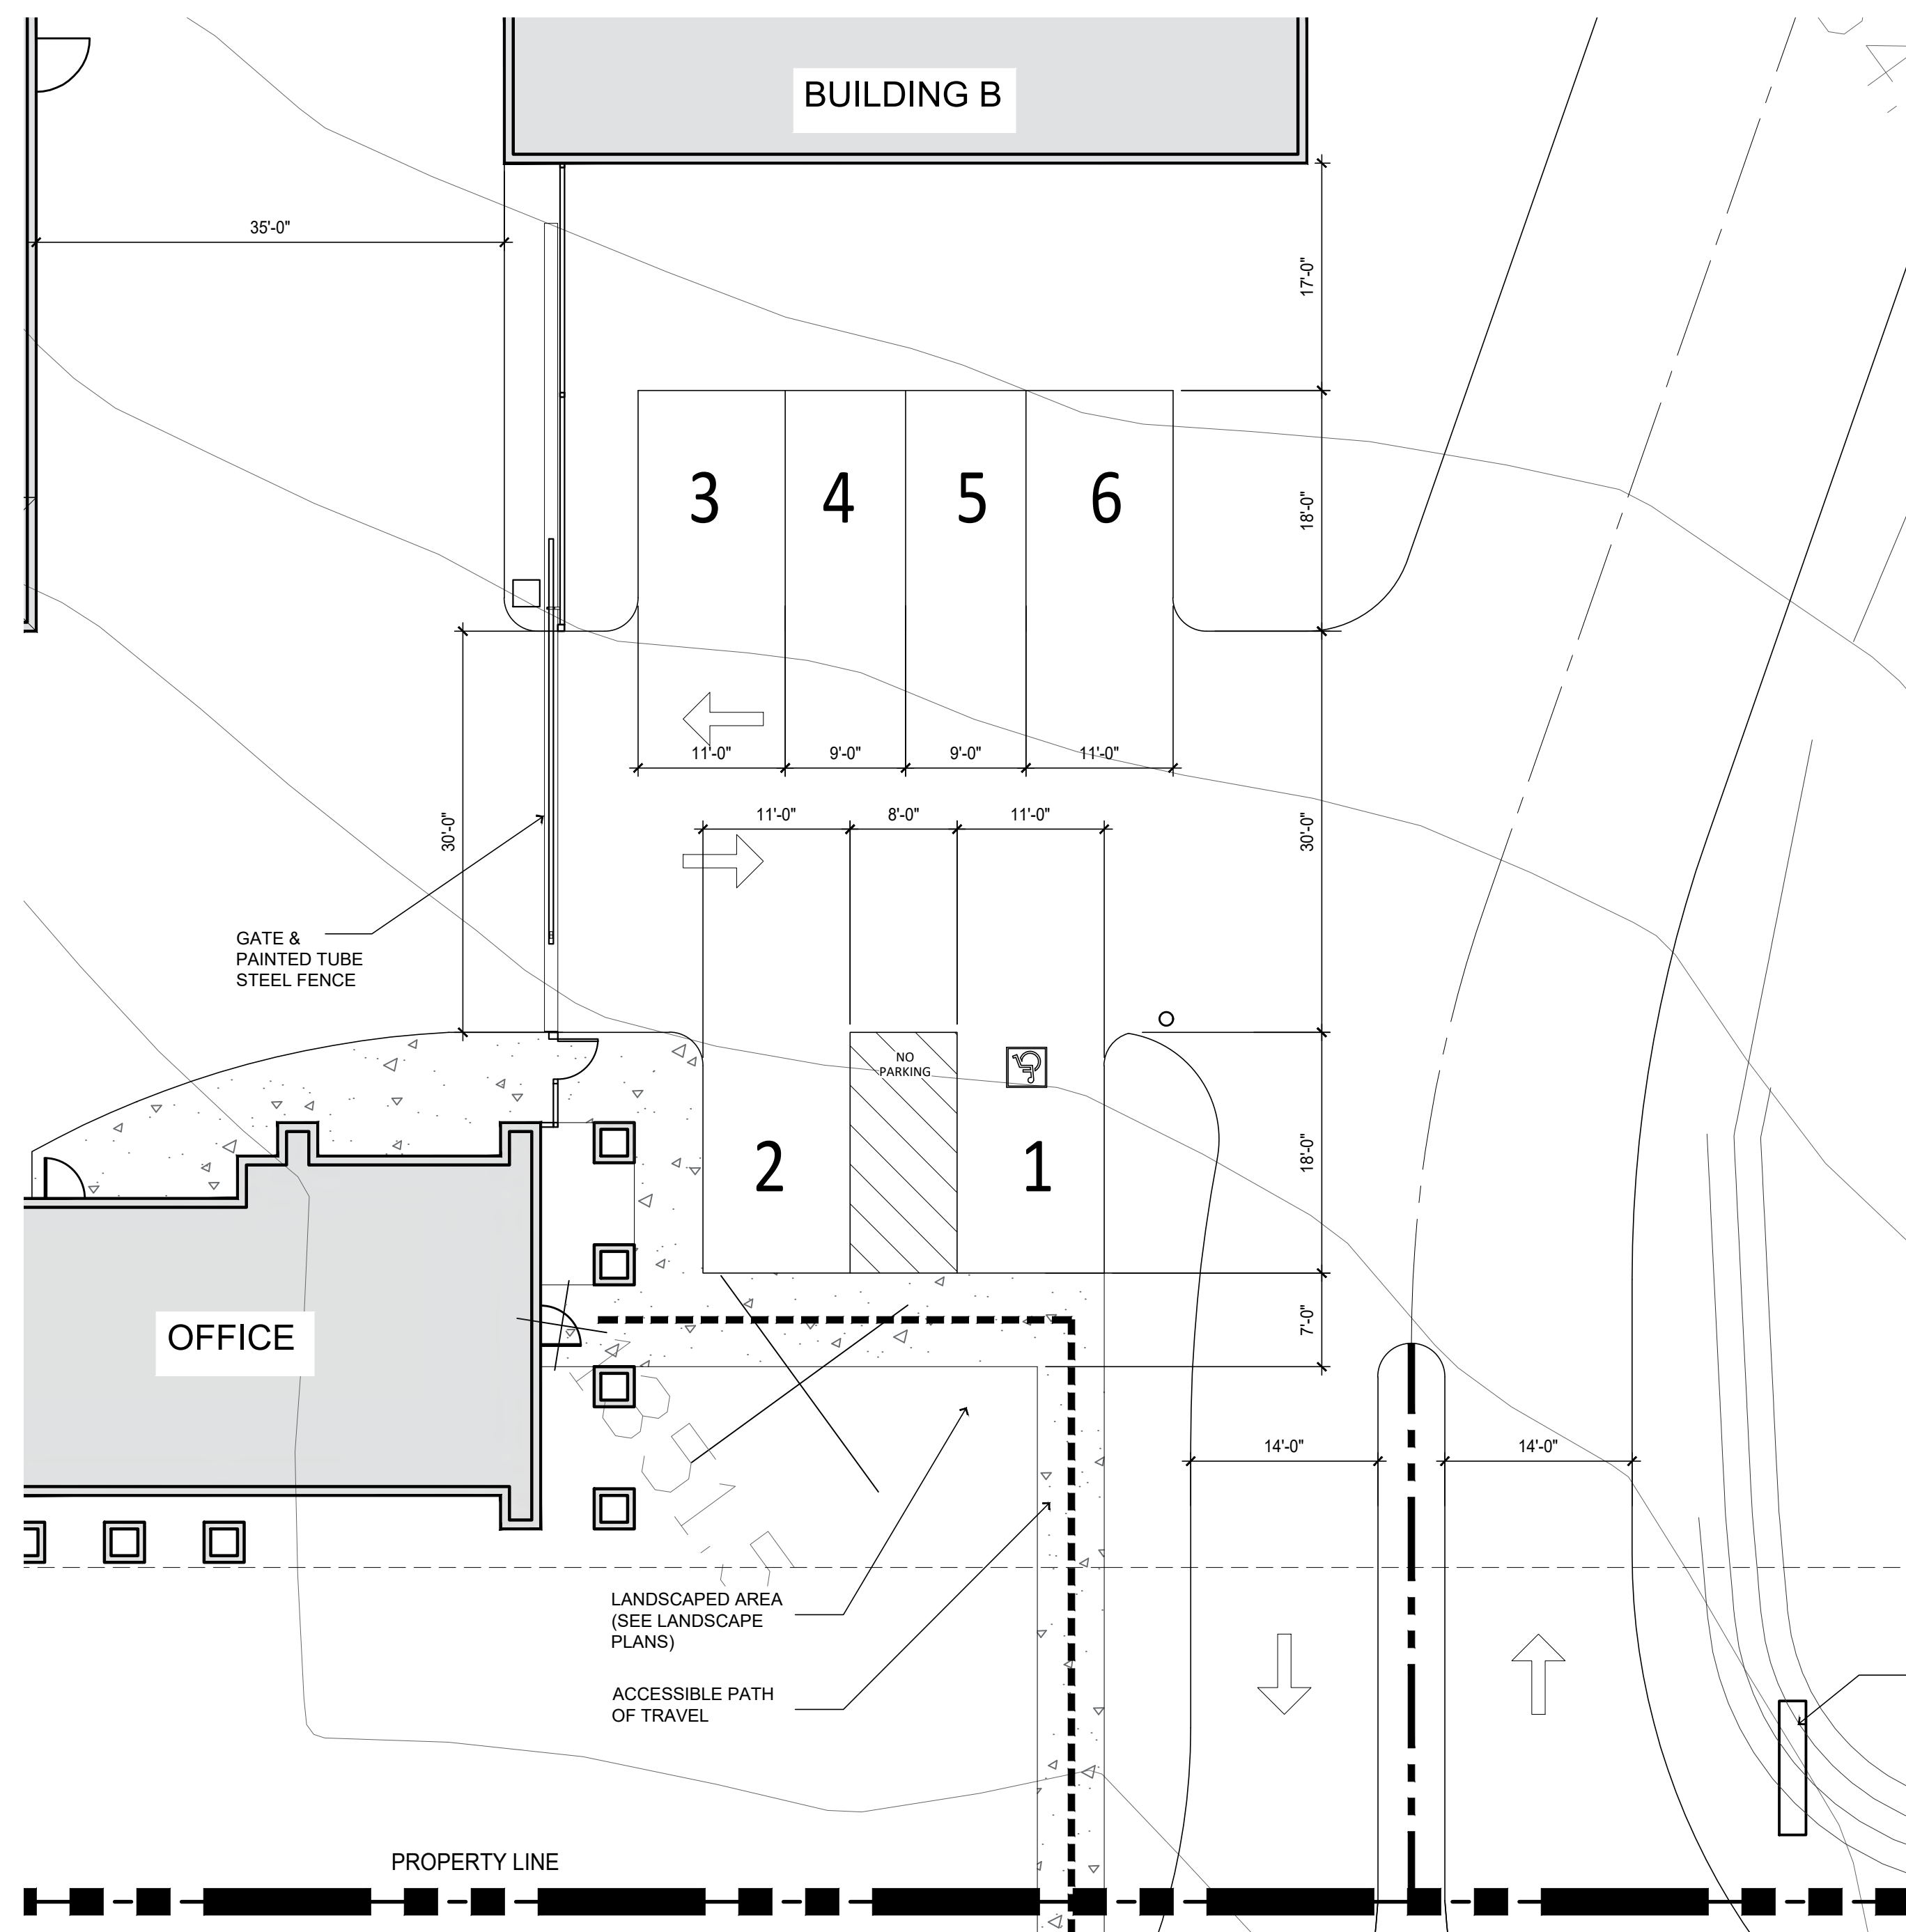 BUILDING B
35'-0"
17'-0"
3 4 5 6
18'-0"
11'-0" 9'-0" 9'-0" 11'-0"
11'-0" 8'-0" 11'-0"
30'-0"
30'-0"
GATE &
PAINTED TUBE
STEEL FENCE
NO
PARKING
2 1
18'-0"
7'-0"
OFFICE
14'-0" 14'-0"
LANDSCAPED AREA
(SEE LANDSCAPE
PLANS)
ACCESSIBLE PATH
OF TRAVEL
PROPERTY LINE